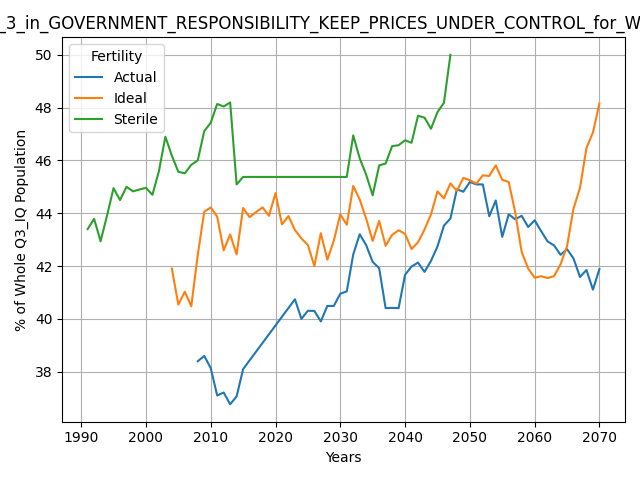 _3_in_GOVERNMENT_RESPONSIBILITY_KEEP_PRICES_UNDER_CONTROL_for_W
Fertility
Actual
Ideal
Sterile
% of Whole Q3_IQ Population
50
48
46
44
42
40
38
1990 2000 2010 2020 2030 2040 2050 2060 2070
Years